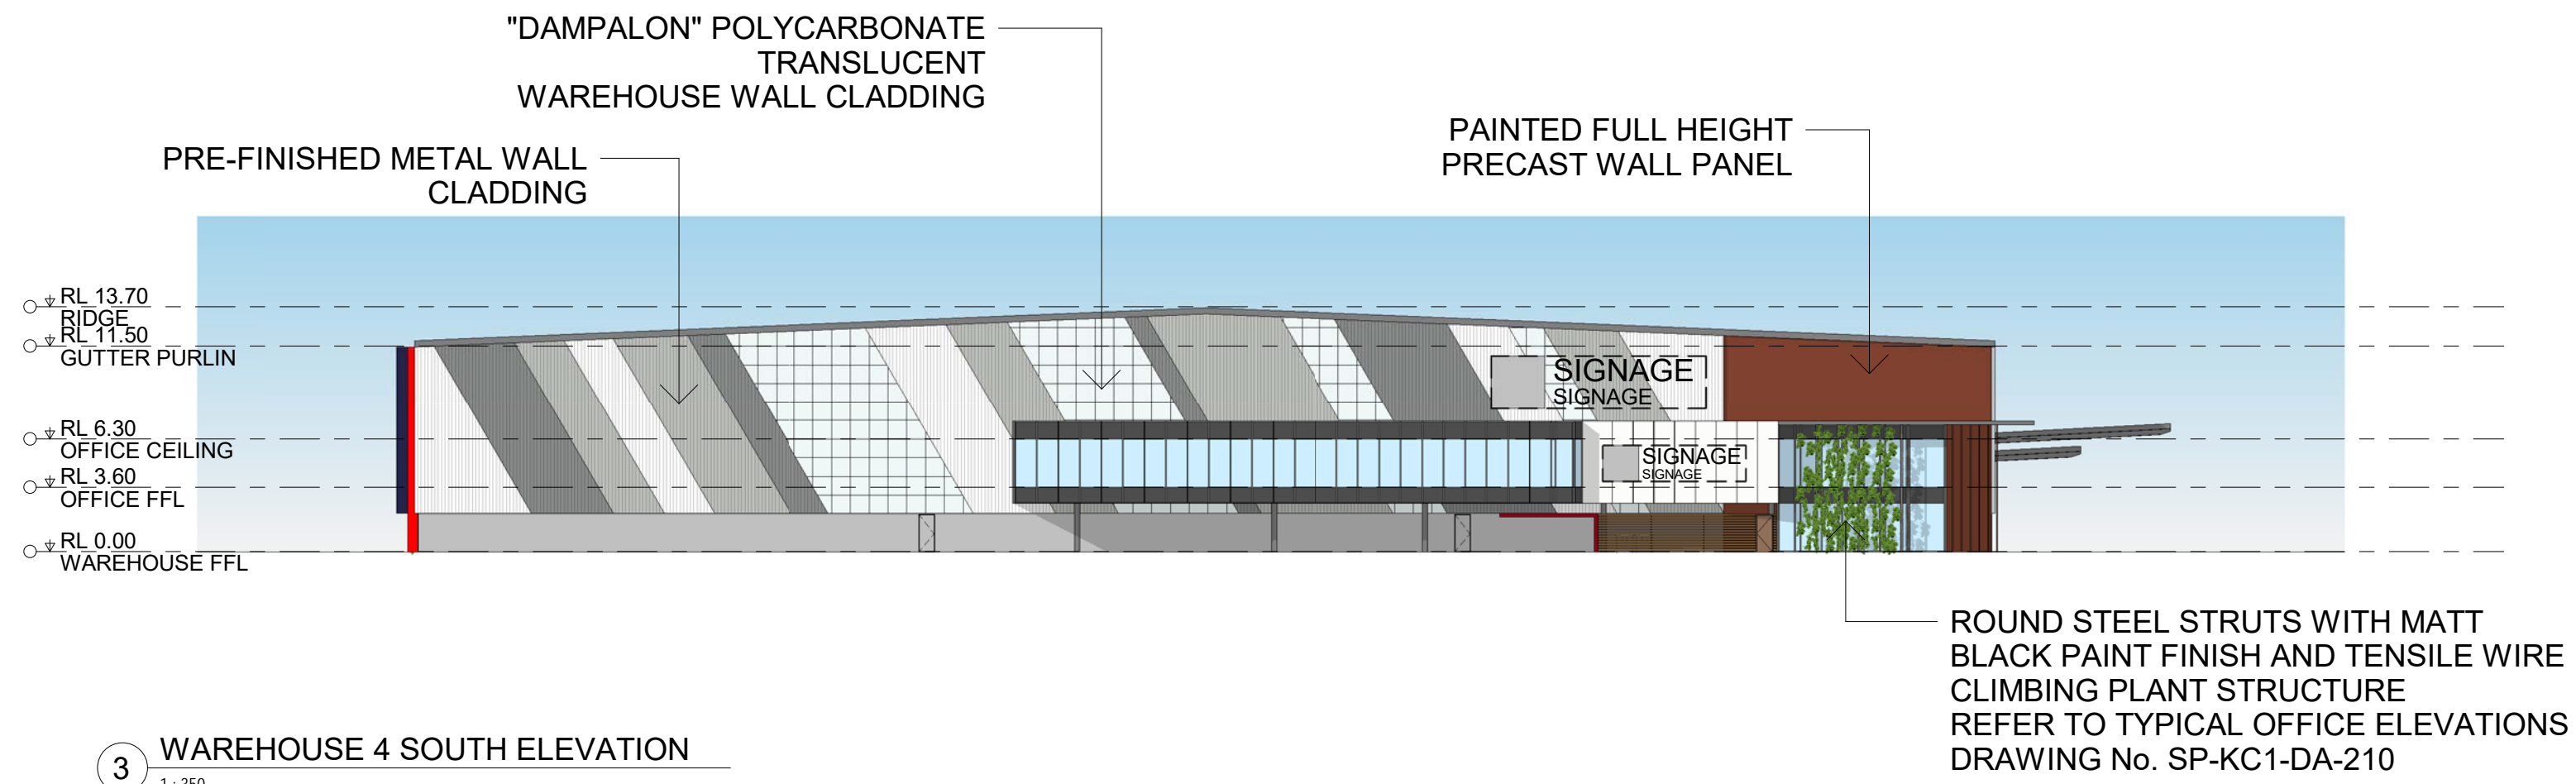 "DAMPALON" POLYCARBONATE
TRANSLUCENT
WAREHOUSE WALL CLADDING
PRE-FINISHED METAL WALL
CLADDING
PAINTED FULL HEIGHT
PRECAST WALL PANEL
RL 13.70
RIDGE
RL 11.50
GUTTER PURLIN
RL 6.30
OFFICE CEILING
RL 3.60
OFFICE FFL
RL 0.00
WAREHOUSE FFL
SIGNAGE
SIGNAGE
SIGNAGE
SIGNAGE
ROUND STEEL STRUTS WITH MATT
BLACK PAINT FINISH AND TENSILE WIRE
CLIMBING PLANT STRUCTURE
REFER TO TYPICAL OFFICE ELEVATIONS
DRAWING No. SP-KC1-DA-210
3 WAREHOUSE 4 SOUTH ELEVATION
1 : 250